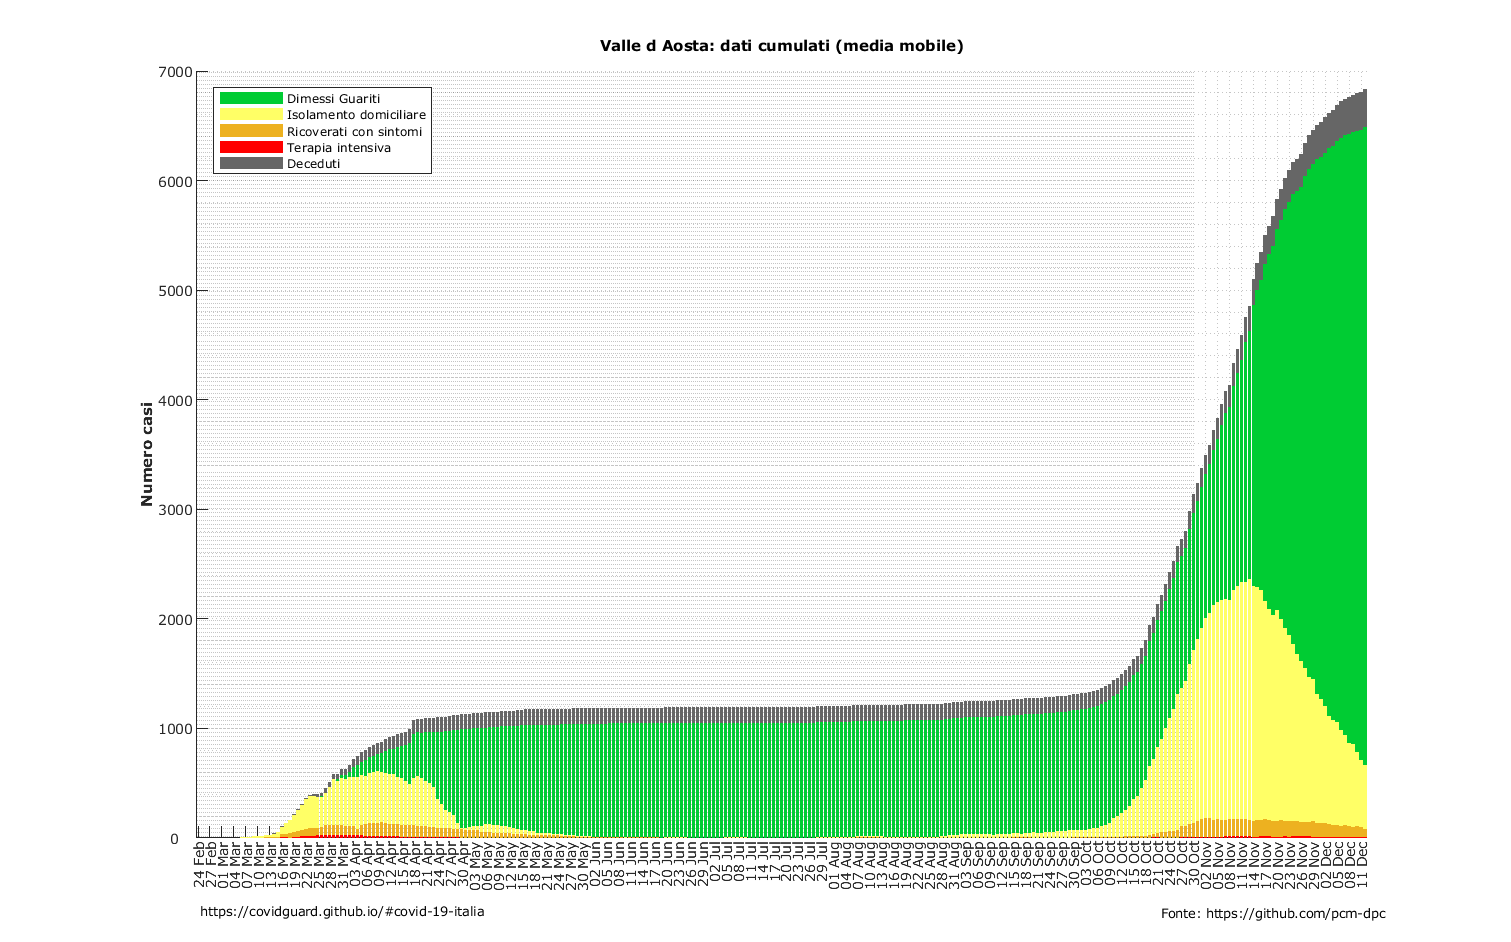 Valle d Aosta: dati cumulati (media mobile)
Numero casi
7000
6000
5000
4000
3000
2000
1000
0
Dimessi Guariti
Isolamento domiciliare
Ricoverati con sintomi
Terapia intensiva
Deceduti
24 Feb
27 Feb
01 Mar
04 Mar
07 Mar
10 Mar
13 Mar
16 Mar
19 Mar
22 Mar
25 Mar
28 Mar
31 Mar
03 Apr
06 Apr
09 Apr
12 Apr
15 Apr
18 Apr
21 Apr
24 Apr
27 Apr
30 Apr
03 May
06 May
09 May
12 May
15 May
18 May
21 May
24 May
27 May
30 May
02 Jun
05 Jun
08 Jun
11 Jun
14 Jun
17 Jun
20 Jun
23 Jun
26 Jun
29 Jun
02 Jul
05 Jul
08 Jul
11 Jul
14 Jul
17 Jul
20 Jul
23 Jul
26 Jul
29 Jul
01 Aug
04 Aug
07 Aug
10 Aug
13 Aug
16 Aug
19 Aug
22 Aug
25 Aug
28 Aug
31 Aug
03 Sep
06 Sep
09 Sep
12 Sep
15 Sep
18 Sep
21 Sep
24 Sep
27 Sep
30 Sep
03 Oct
06 Oct
09 Oct
12 Oct
15 Oct
18 Oct
21 Oct
24 Oct
27 Oct
30 Oct
02 Nov
05 Nov
08 Nov
11 Nov
14 Nov
17 Nov
20 Nov
23 Nov
26 Nov
29 Nov
02 Dec
05 Dec
08 Dec
11 Dec
https://covidguard.github.io/#covid-19-italia
Fonte: https://github.com/pcm-dpc